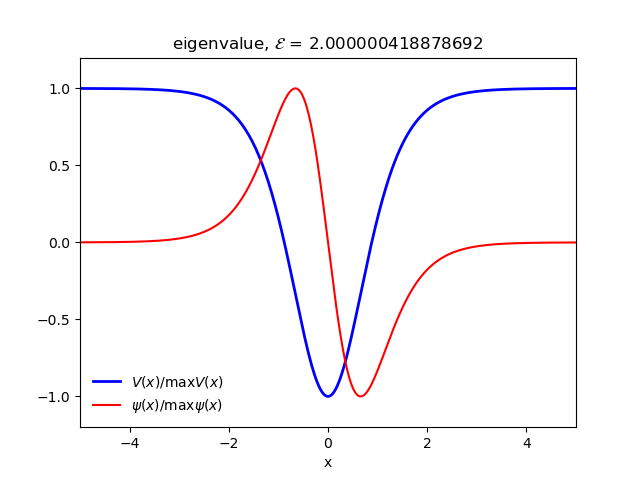 eigenvalue, ℰ = 2.000000418878692
1.0
0.5
0.0
−0.5
−1.0
V(x)/maxV(x)
ψ(x)/maxψ(x)
−4
−2
0
2
4
x